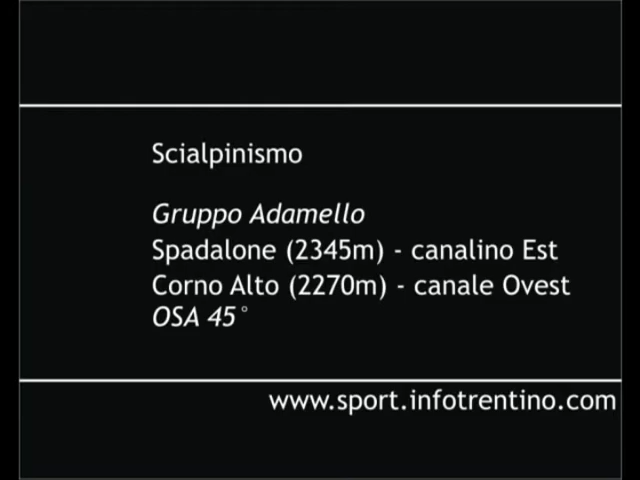 Scialpinismo
Gruppo Adamello
Spadalone (2345m) - canalino Est
Corno Alto (2270m) - canale Ovest
OSA 45°
www.sport.infotrentino.com